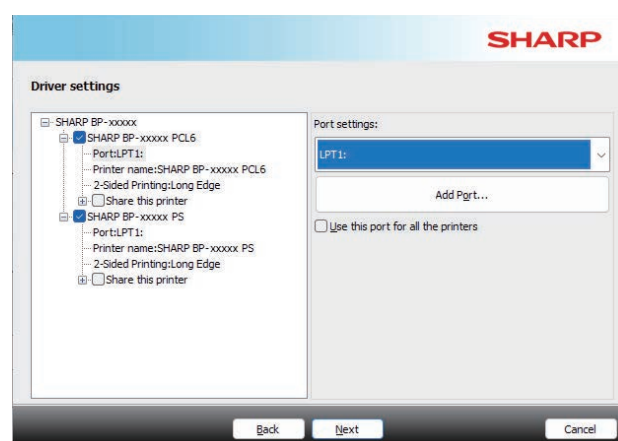 SHARP
Driver settings
SHARP BP-xxxxx
SHARP BP-xxxxx PCL6
Port:LPT1:
Printer name:SHARP BP-xxxxx PCL6
2-Sided Printing:Long Edge
Share this printer
SHARP BP-xxxxx PS
Port:LPT1:
Printer name:SHARP BP-xxxxx PS
2-Sided Printing:Long Edge
Share this printer
Port settings:
LPT1:
Add Port...
Use this port for all the printers
Back
Next
Cancel